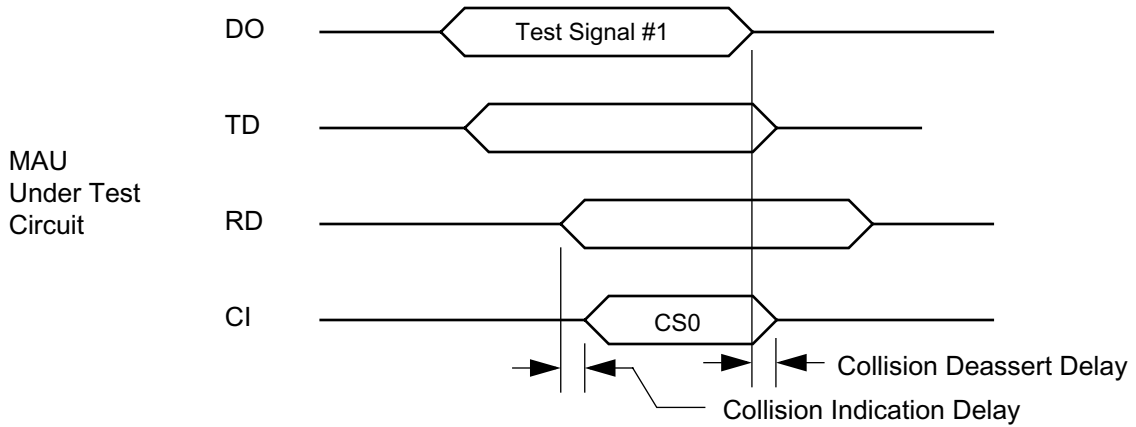 DO
Test Signal #1
TD
MAU
Under Test
Circuit
RD
CI
CS0
Collision Deassert Delay
Collision Indication Delay